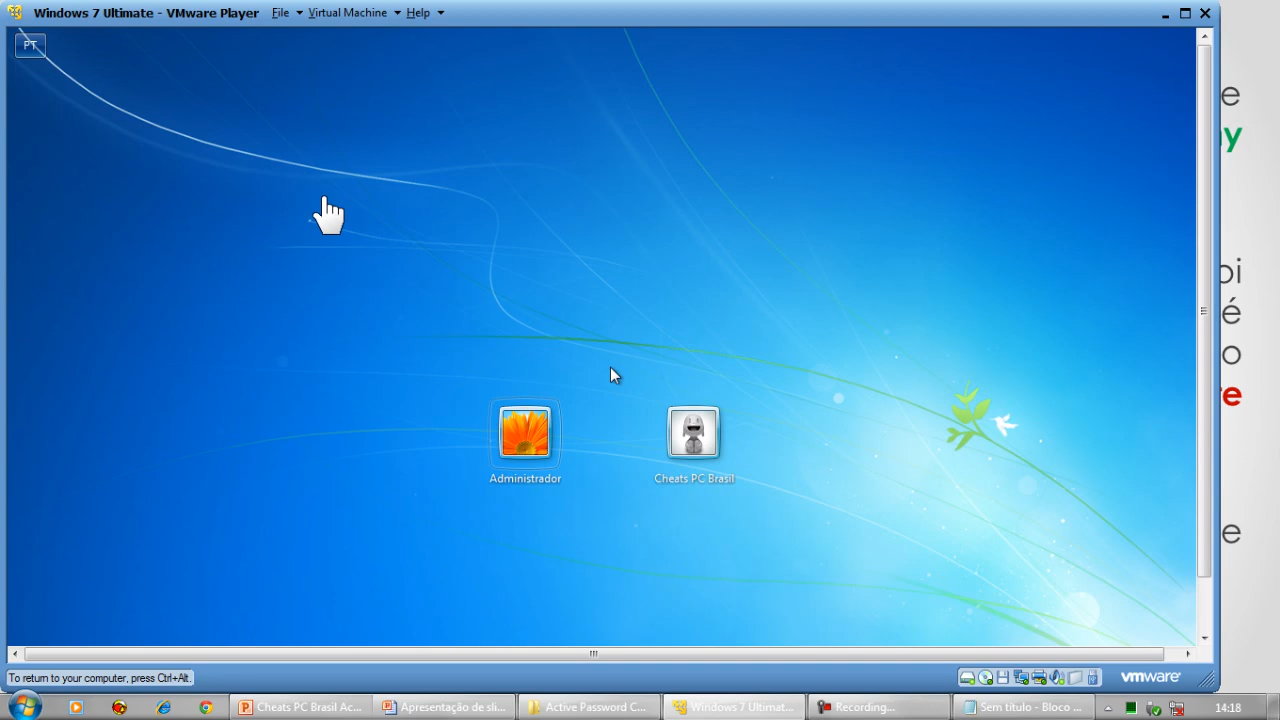 Windows 7 Ultimate - VMware Player File Virtual Machine Help
PT
e
y
oi
é
o
e
Administrador Cheats PC Brasil
e
To return to your computer, press Ctrl+Alt. vmware
Cheats PC Brasil Ac... Apresentação de sli... Active Password C... Windows 7 Ultimat... Recording... Sem título - Bloco ... 14:18